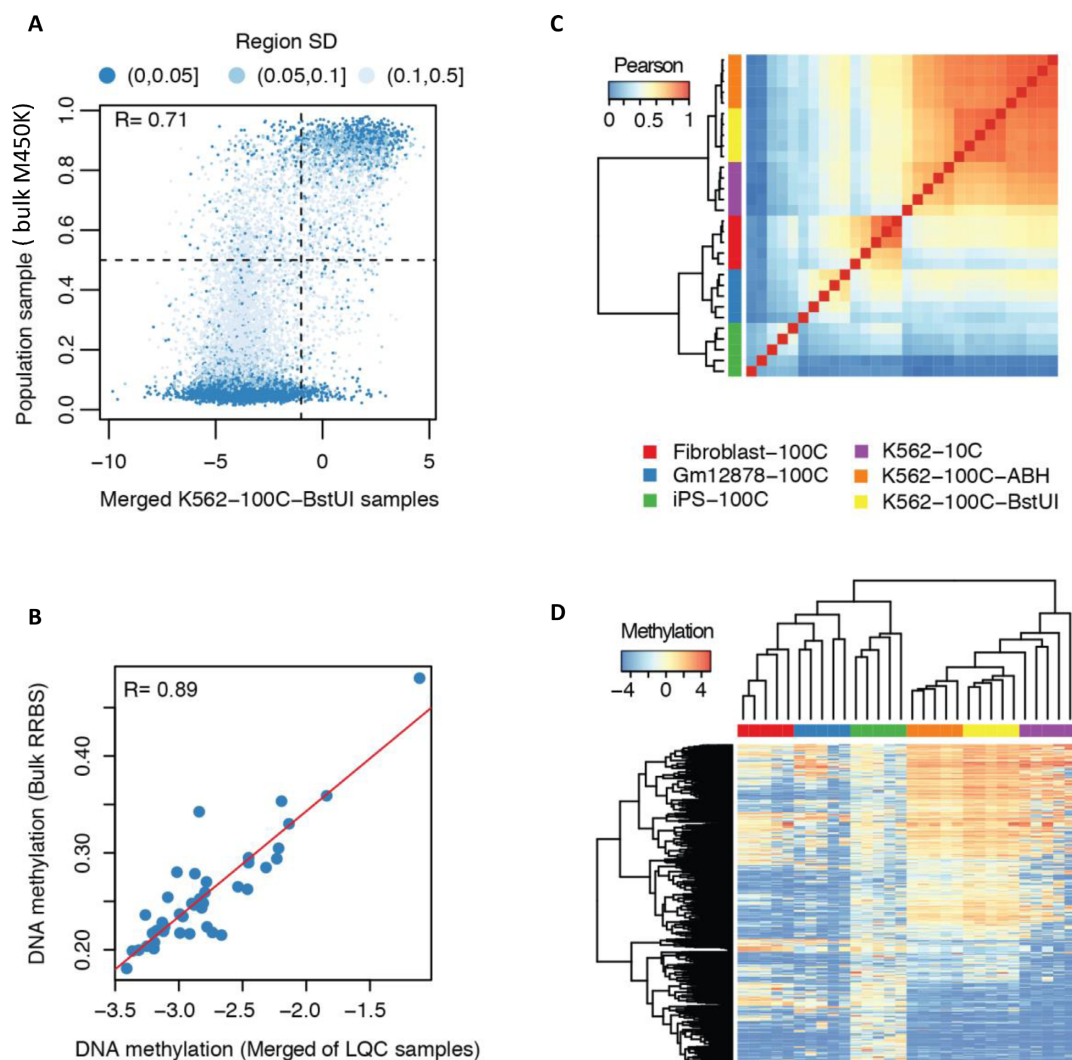 A
Region SD
(0,0.05] (0.05,0.1] (0.1,0.5]
R= 0.71
Population sample ( bulk M450K)
0.0 0.2 0.4 0.6 0.8 1.0
−10 −5 0 5
Merged K562−100C−BstUI samples
B
R= 0.89
DNA methylation (Bulk RRBS)
0.20 0.30 0.40
−3.5 −3.0 −2.5 −2.0 −1.5
DNA methylation (Merged of LQC samples)
C
Pearson
0 0.5 1
Fibroblast−100C K562−10C
Gm12878−100C K562−100C−ABH
iPS−100C K562−100C−BstUI
D
Methylation
−4 0 4